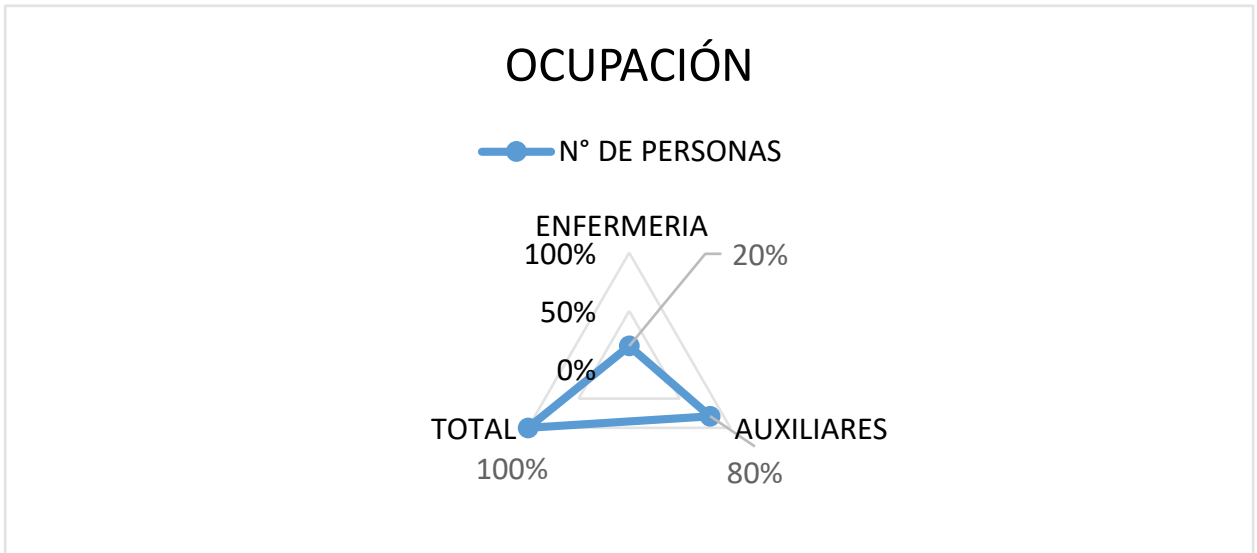 OCUPACIÓN
N° DE PERSONAS
ENFERMERIA
100%
20%
50%
0%
TOTAL
AUXILIARES
100%
80%